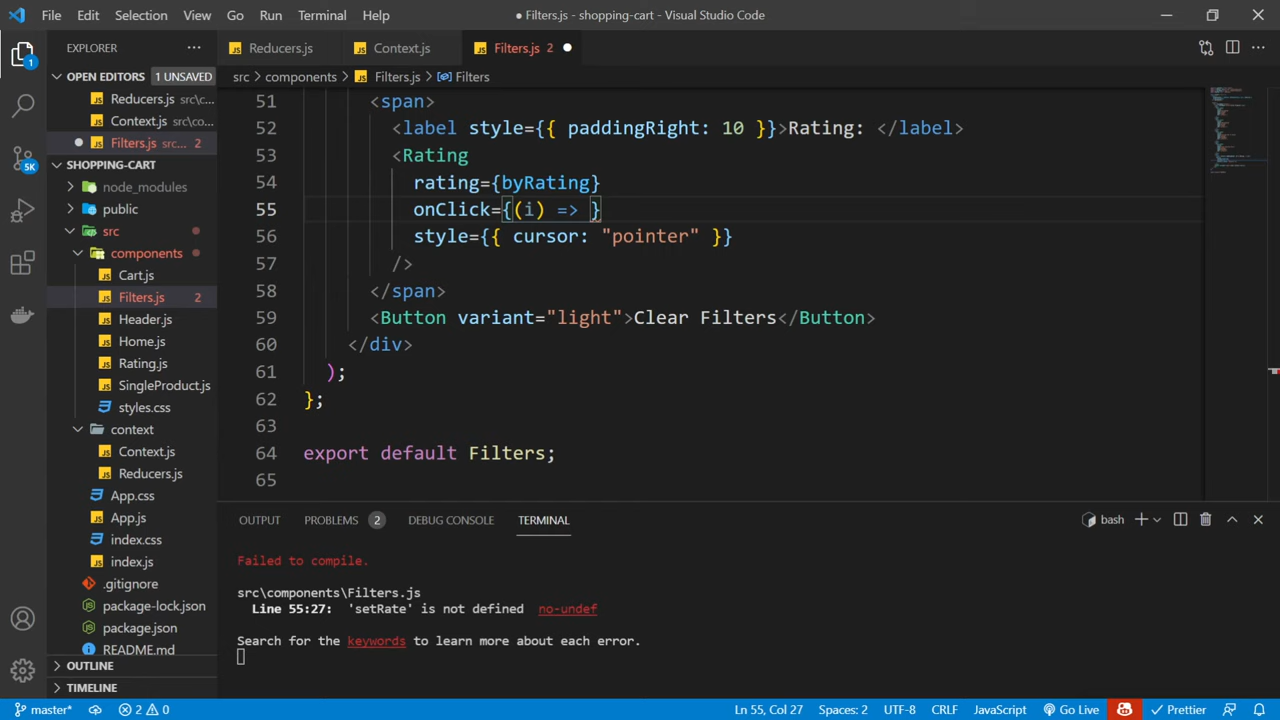 File Edit Selection View Go Run Terminal Help
● Filters.js - shopping-cart - Visual Studio Code
EXPLORER
Reducers.js Context.js Filters.js 2
OPEN EDITORS 1 UNSAVED
src > components > Filters.js > Filters
Reducers.js src\c...
Context.js src\co...
Filters.js src... 2
SHOPPING-CART
node_modules
public
src
components
Cart.js
Filters.js 2
Header.js
Home.js
Rating.js
SingleProduct.js
styles.css
context
Context.js
Reducers.js
App.css
App.js
index.css
index.js
.gitignore
package-lock.json
package.json
README.md
OUTLINE
TIMELINE
1
5K
51 <span>
52 <label style={{ paddingRight: 10 }}>Rating: </label>
53 <Rating
54 rating={byRating}
55 onClick={(i) => }
56 style={{ cursor: "pointer" }}
57 />
58 </span>
59 <Button variant="light">Clear Filters</Button>
60 </div>
61 );
62 };
63
64 export default Filters;
65
OUTPUT PROBLEMS 2 DEBUG CONSOLE TERMINAL
bash
Failed to compile.
src\components\Filters.js
Line 55:27: 'setRate' is not defined no-undef
Search for the keywords to learn more about each error.
master* 2 0 Ln 55, Col 27 Spaces: 2 UTF-8 CRLF JavaScript Go Live Prettier